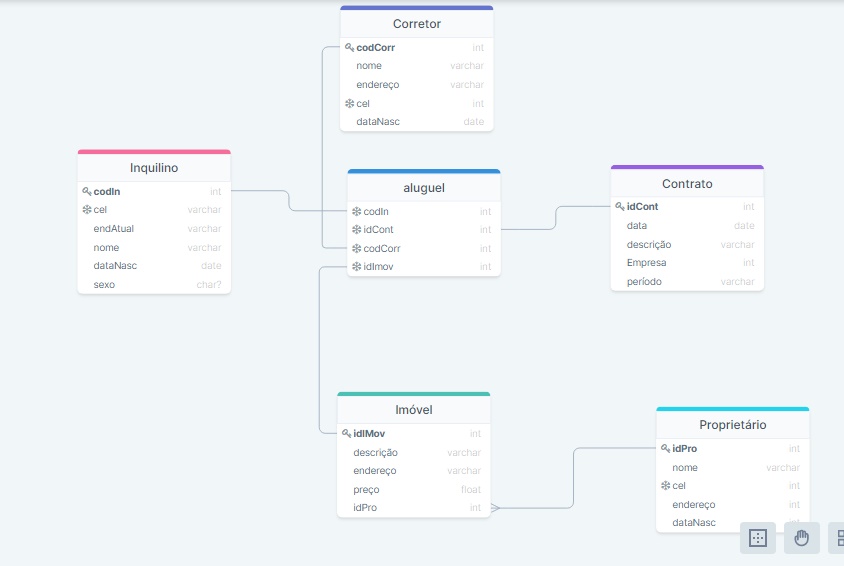 Corretor
codCorr int
nome varchar
endereço varchar
cel int
dataNasc date
Inquilino
codIn int
cel varchar
endAtual varchar
nome varchar
dataNasc date
sexo char?
aluguel
codIn int
idCont int
codCorr int
idImov int
Contrato
idCont int
data date
descrição varchar
Empresa int
período varchar
Imóvel
idIMov int
descrição varchar
endereço varchar
preço float
idPro int
Proprietário
idPro int
nome varchar
cel int
endereço int
dataNasc